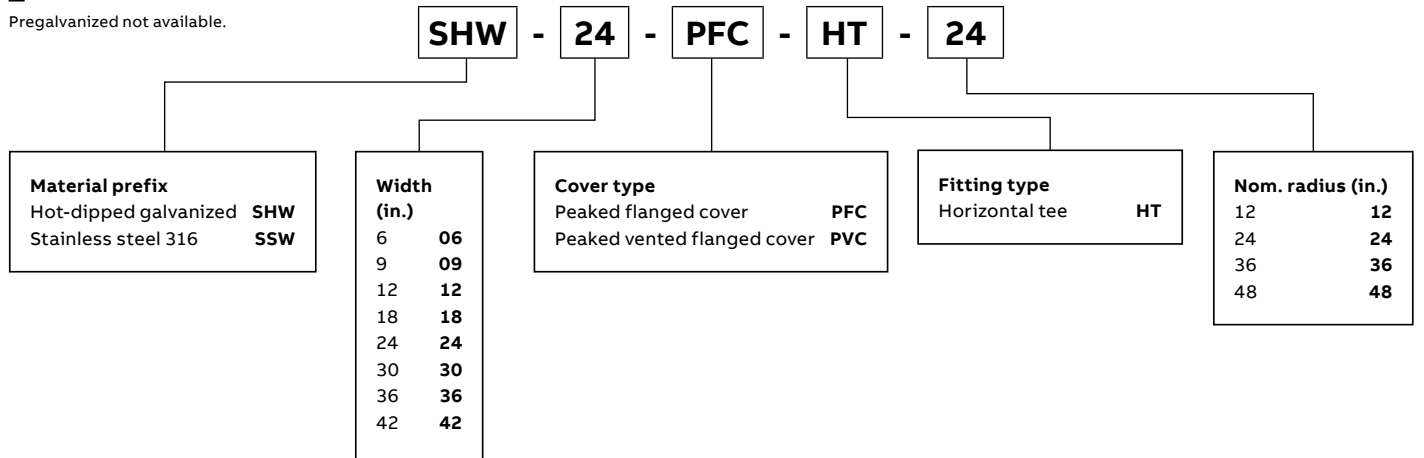 Pregalvanized not available.
SHW - 24 - PFC - HT - 24
Material prefix
Hot-dipped galvanized SHW
Stainless steel 316 SSW
Width
(in.)
6 06
9 09
12 12
18 18
24 24
30 30
36 36
42 42
Cover type
Peaked flanged cover PFC
Peaked vented flanged cover PVC
Fitting type
Horizontal tee HT
Nom. radius (in.)
12 12
24 24
36 36
48 48